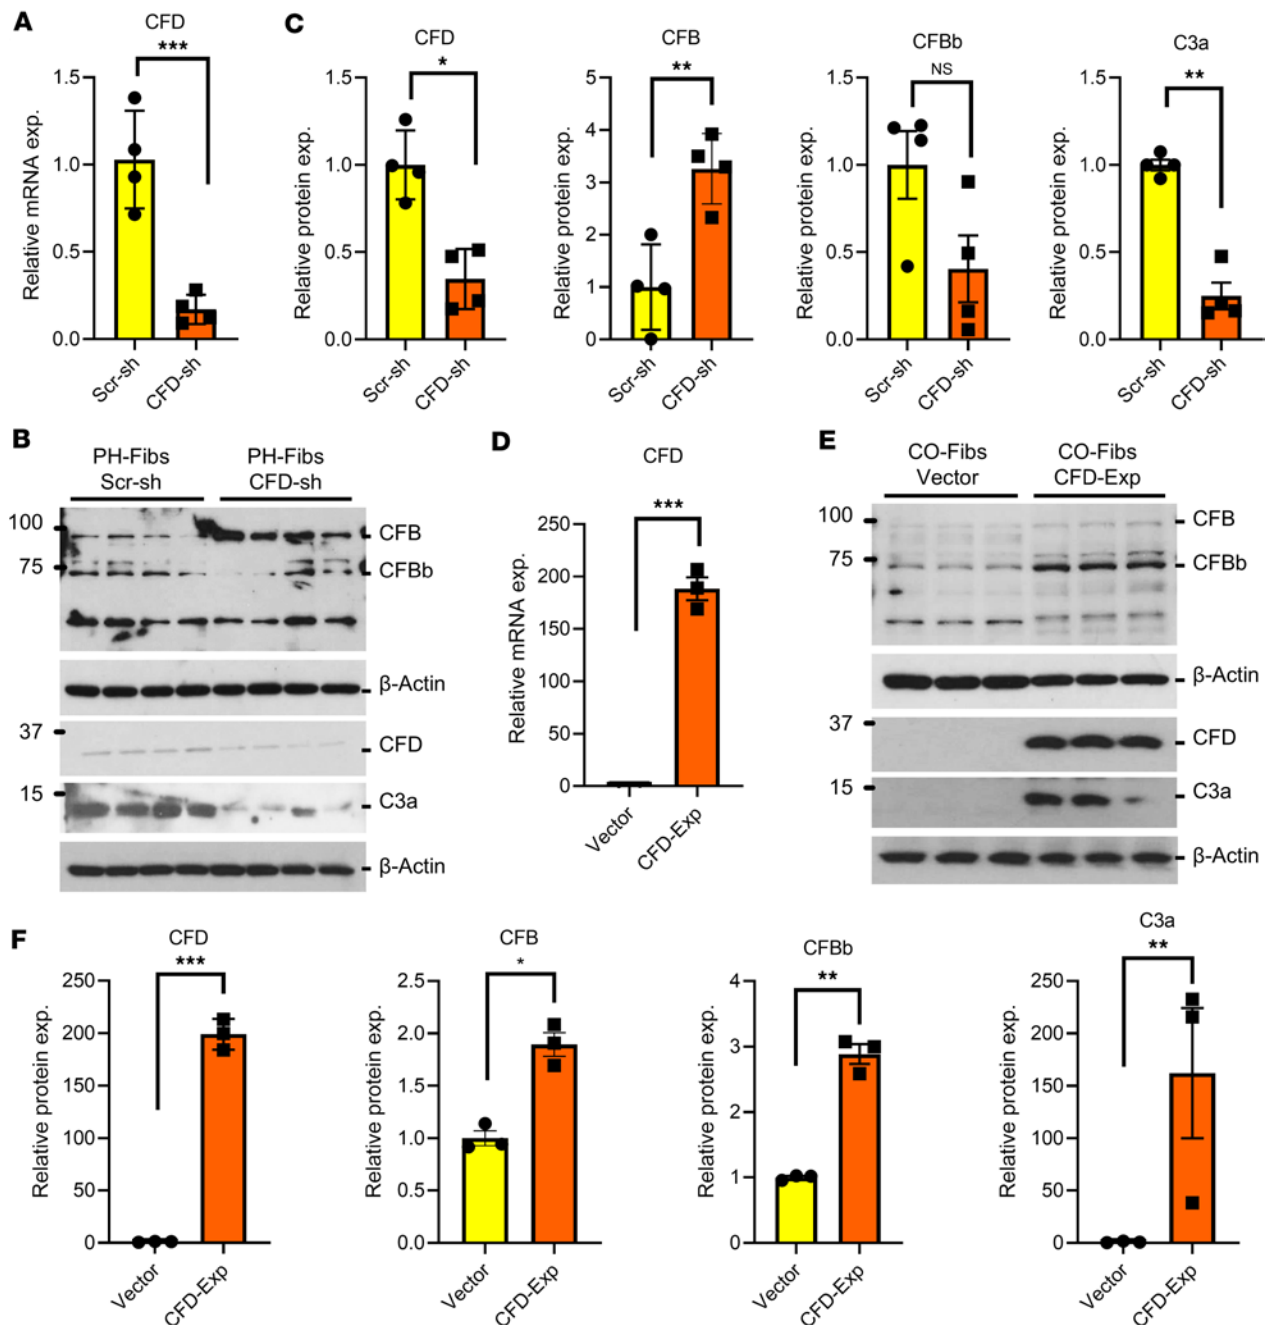 A
CFD
***
Relative mRNA exp.
1.5
1.0
0.5
0.0
Scr-sh
CFD-sh
C
CFD
*
Relative protein exp.
1.5
1.0
0.5
0.0
Scr-sh
CFD-sh
CFB
**
Relative protein exp.
5
4
3
2
1
0
Scr-sh
CFD-sh
CFBb
NS
Relative protein exp.
1.5
1.0
0.5
0.0
Scr-sh
CFD-sh
C3a
**
Relative protein exp.
1.5
1.0
0.5
0.0
Scr-sh
CFD-sh
B
PH-Fibs
Scr-sh
PH-Fibs
CFD-sh
100
75
CFB
CFBb
β-Actin
37
CFD
15
C3a
β-Actin
D
CFD
***
Relative mRNA exp.
250
200
150
100
50
0
Vector
CFD-Exp
E
CO-Fibs
Vector
CO-Fibs
CFD-Exp
100
75
CFB
CFBb
β-Actin
37
CFD
15
C3a
β-Actin
F
CFD
***
Relative protein exp.
250
200
150
100
50
0
Vector
CFD-Exp
CFB
*
Relative protein exp.
2.5
2.0
1.5
1.0
0.5
0.0
Vector
CFD-Exp
CFBb
**
Relative protein exp.
4
3
2
1
0
Vector
CFD-Exp
C3a
**
Relative protein exp.
250
200
150
100
50
0
Vector
CFD-Exp